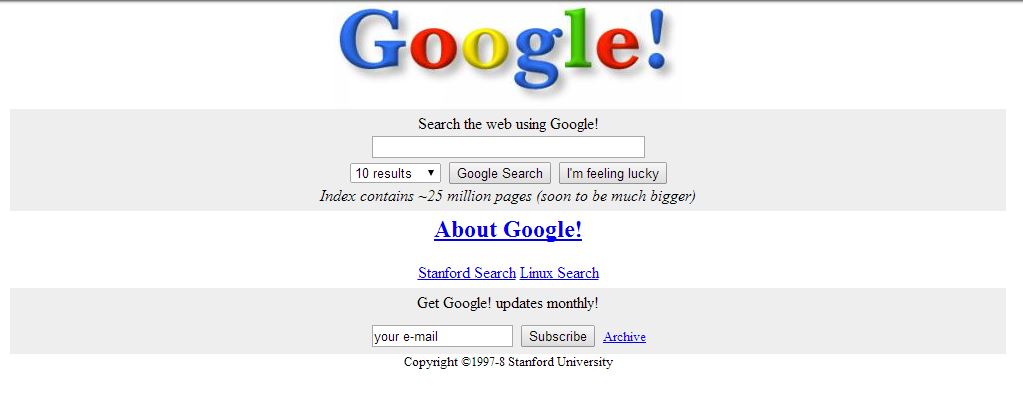 Google!
Search the web using Google!
10 results Google Search I'm feeling lucky
Index contains ~25 million pages (soon to be much bigger)
About Google!
Stanford Search Linux Search
Get Google! updates monthly!
your e-mail Subscribe Archive
Copyright ©1997-8 Stanford University